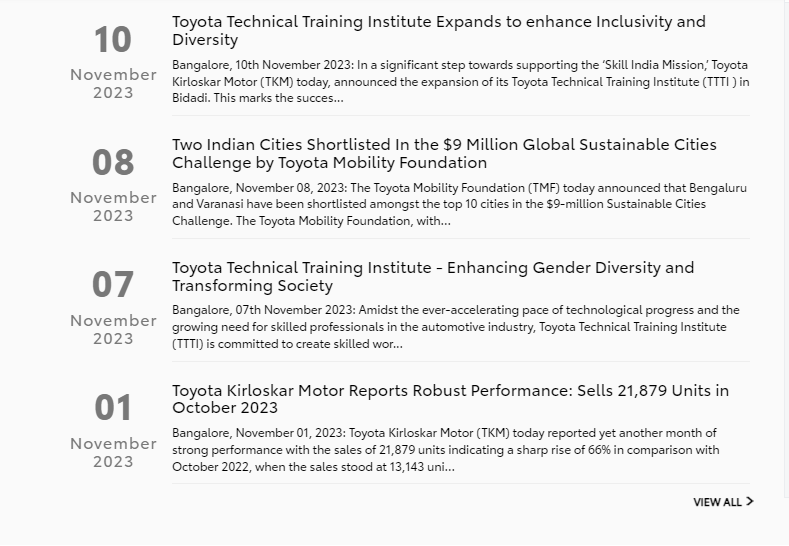 10
November
2023
Toyota Technical Training Institute Expands to enhance Inclusivity and
Diversity
Bangalore, 10th November 2023: In a significant step towards supporting the ‘Skill India Mission,’ Toyota
Kirloskar Motor (TKM) today, announced the expansion of its Toyota Technical Training Institute (TTTI ) in
Bidadi. This marks the succes...
08
November
2023
Two Indian Cities Shortlisted In the $9 Million Global Sustainable Cities
Challenge by Toyota Mobility Foundation
Bangalore, November 08, 2023: The Toyota Mobility Foundation (TMF) today announced that Bengaluru
and Varanasi have been shortlisted amongst the top 10 cities in the $9-million Sustainable Cities
Challenge. The Toyota Mobility Foundation, with...
07
November
2023
Toyota Technical Training Institute - Enhancing Gender Diversity and
Transforming Society
Bangalore, 07th November 2023: Amidst the ever-accelerating pace of technological progress and the
growing need for skilled professionals in the automotive industry, Toyota Technical Training Institute
(TTTI) is committed to create skilled wor...
01
November
2023
Toyota Kirloskar Motor Reports Robust Performance: Sells 21,879 Units in
October 2023
Bangalore, November 01, 2023: Toyota Kirloskar Motor (TKM) today reported yet another month of
strong performance with the sales of 21,879 units indicating a sharp rise of 66% in comparison with
October 2022, when the sales stood at 13,143 uni...
VIEW ALL >